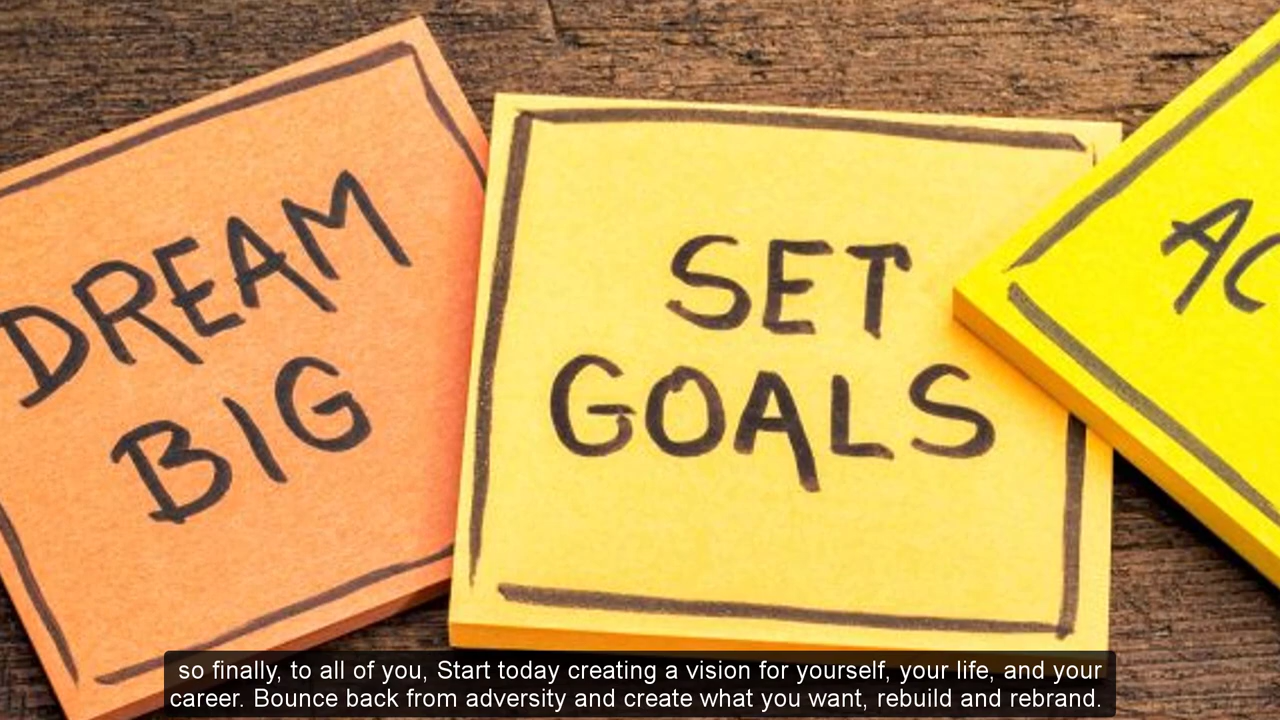 DREAM
BIG
SET
GOALS
AC
so finally, to all of you, Start today creating a vision for yourself, your life, and your
career. Bounce back from adversity and create what you want, rebuild and rebrand.